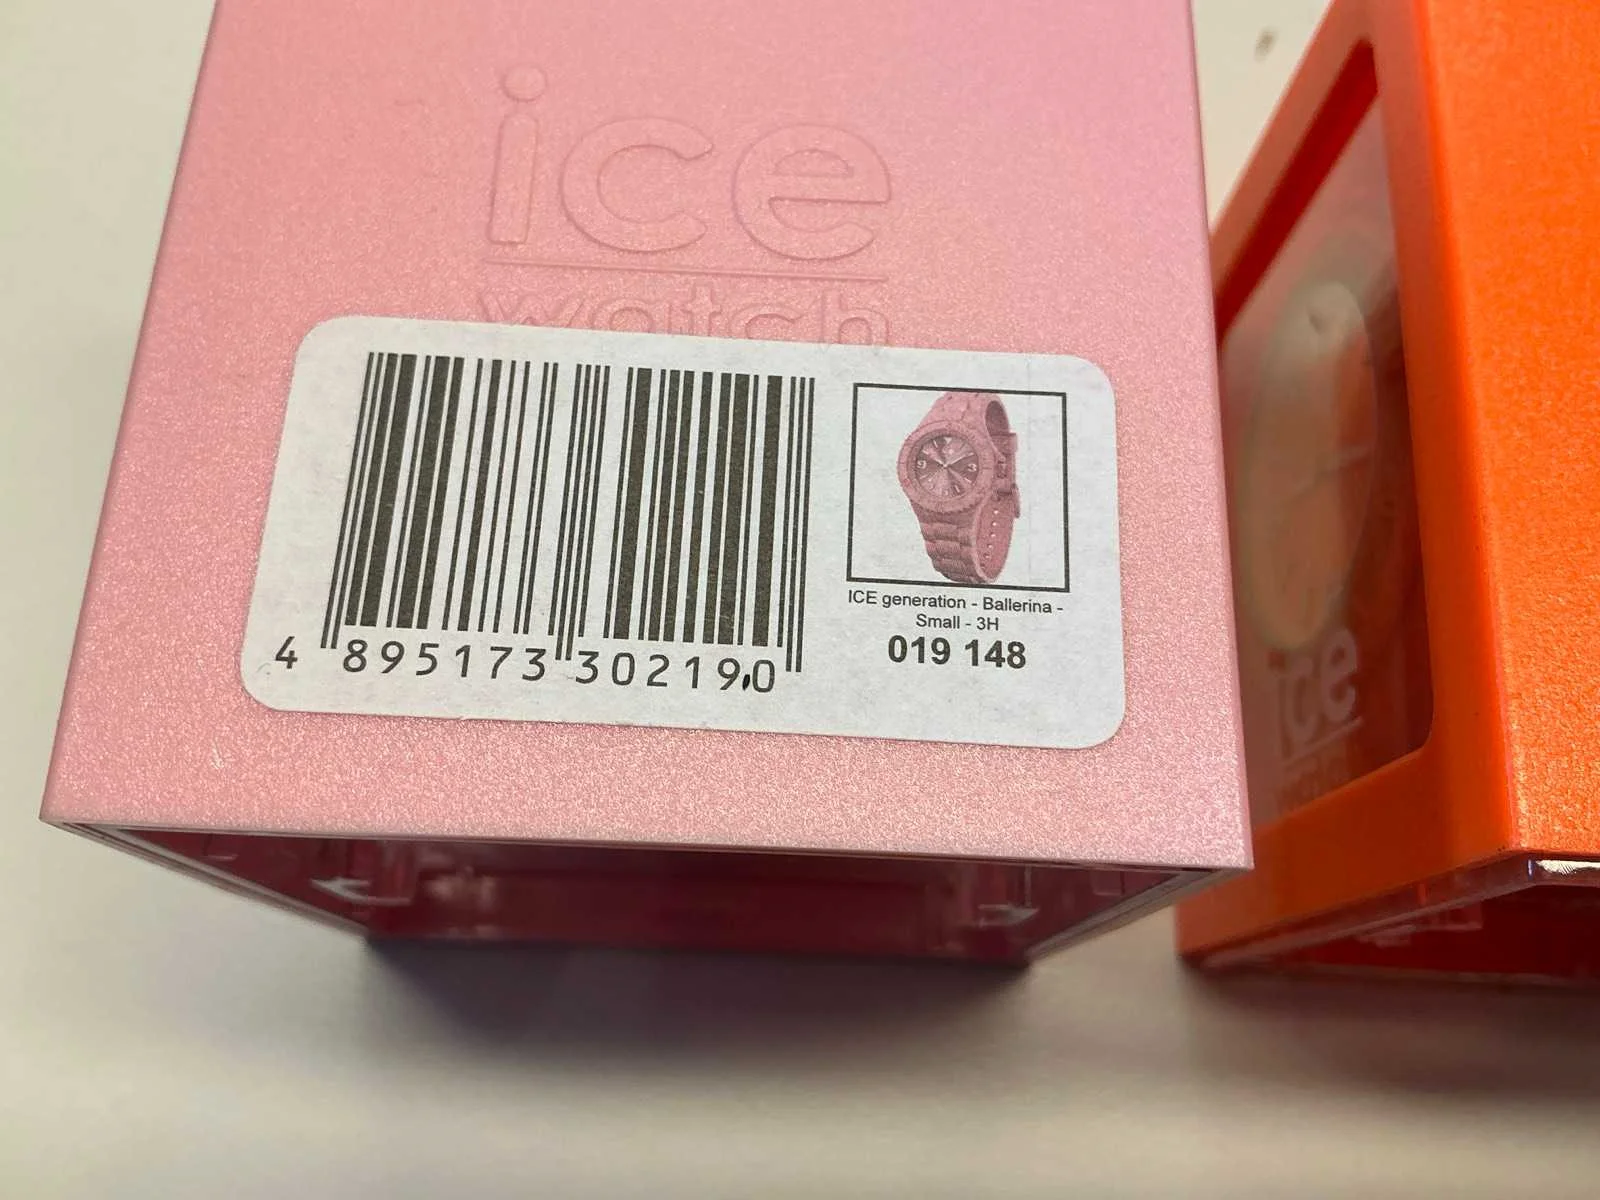 ice
watch
4 895173 302190
ICE generation - Ballerina -
Small - 3H
019 148
ice